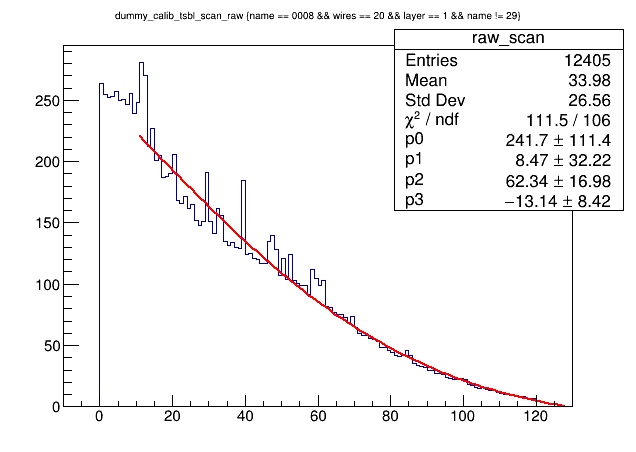 dummy_calib_tsbl_scan_raw {name == 0008 && wires == 20 && layer == 1 && name != 29}
raw_scan
Entries 12405
Mean 33.98
Std Dev 26.56
χ² / ndf 111.5 / 106
p0 241.7 ± 111.4
p1 8.47 ± 32.22
p2 62.34 ± 16.98
p3 −13.14 ± 8.42
250
200
150
100
50
0
0 20 40 60 80 100 120